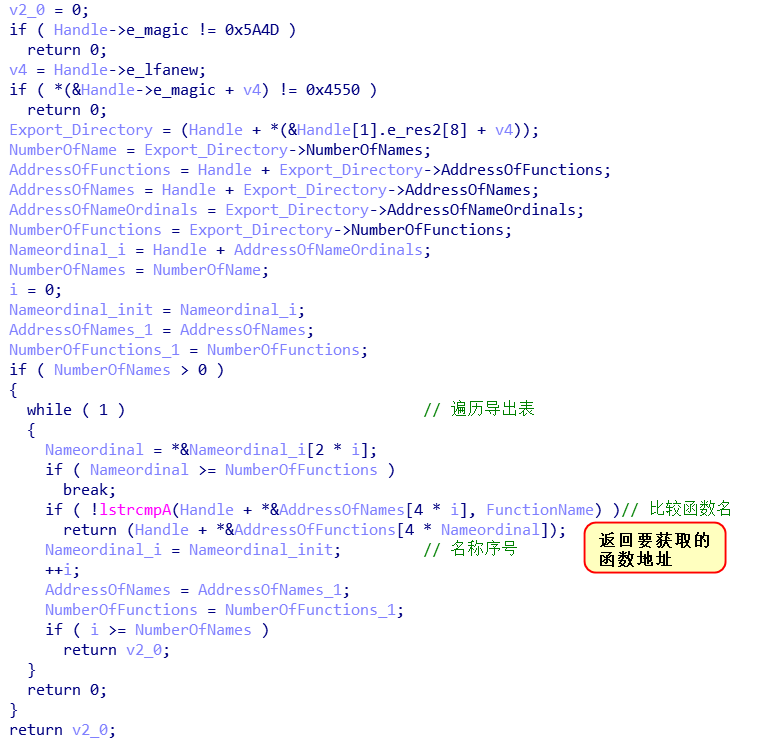 v2_0 = 0;
if ( Handle->e_magic != 0x5A4D )
return 0;
v4 = Handle->e_lfanew;
if ( *(&Handle->e_magic + v4) != 0x4550 )
return 0;
Export_Directory = (Handle + *(&Handle[1].e_res2[8] + v4));
NumberOfName = Export_Directory->NumberOfNames;
AddressOfFunctions = Handle + Export_Directory->AddressOfFunctions;
AddressOfNames = Handle + Export_Directory->AddressOfNames;
AddressOfNameOrdinals = Export_Directory->AddressOfNameOrdinals;
NumberOfFunctions = Export_Directory->NumberOfFunctions;
Nameordinal_i = Handle + AddressOfNameOrdinals;
NumberOfNames = NumberOfName;
i = 0;
Nameordinal_init = Nameordinal_i;
AddressOfNames_1 = AddressOfNames;
NumberOfFunctions_1 = NumberOfFunctions;
if ( NumberOfNames > 0 )
{
while ( 1 ) // 遍历导出表
{
Nameordinal = *&Nameordinal_i[2 * i];
if ( Nameordinal >= NumberOfFunctions )
break;
if ( !lstrcmpA(Handle + *&AddressOfNames[4 * i], FunctionName) )// 比较函数名
return (Handle + *&AddressOfFunctions[4 * Nameordinal]);
返回要获取的
函数地址
Nameordinal_i = Nameordinal_init; // 名称序号
++i;
AddressOfNames = AddressOfNames_1;
NumberOfFunctions = NumberOfFunctions_1;
if ( i >= NumberOfNames )
return v2_0;
}
return 0;
}
return v2_0;